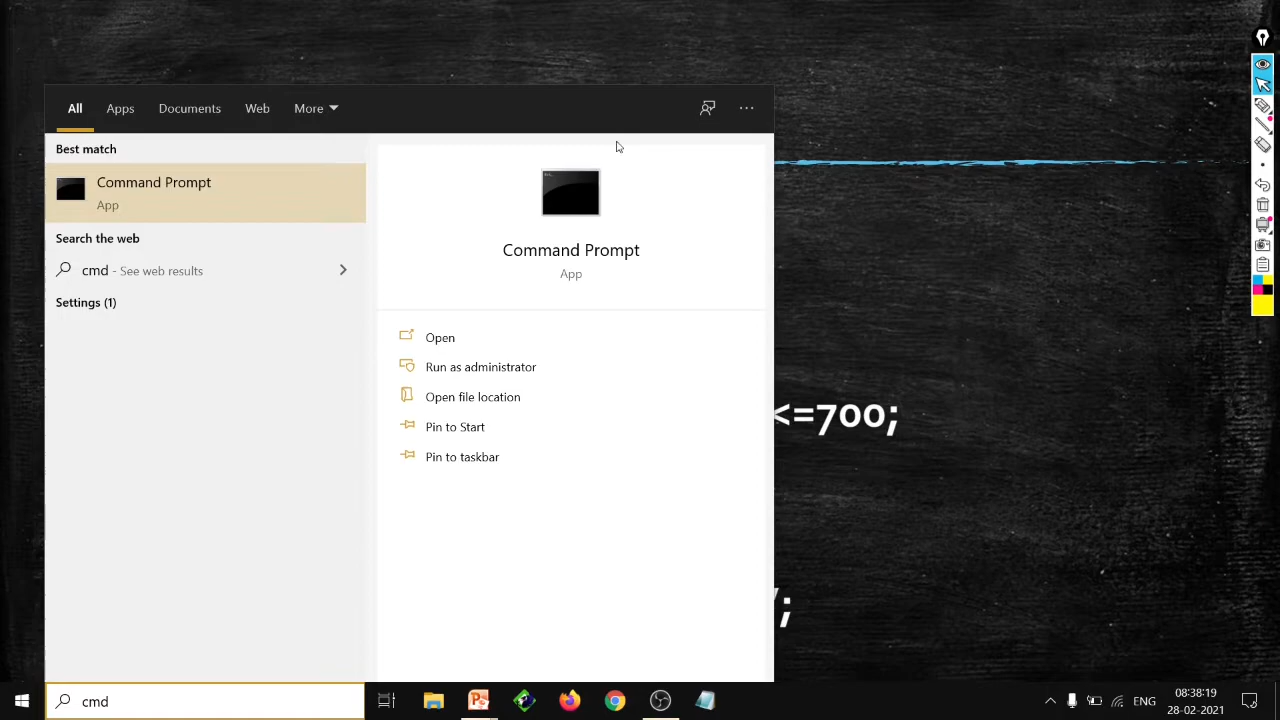 All Apps Documents Web More
Best match
Command Prompt
App
Search the web
cmd - See web results
Settings (1)
Command Prompt
App
Open
Run as administrator
Open file location
Pin to Start
Pin to taskbar
<=700;
';
cmd
ENG
08:38:19
28-02-2021